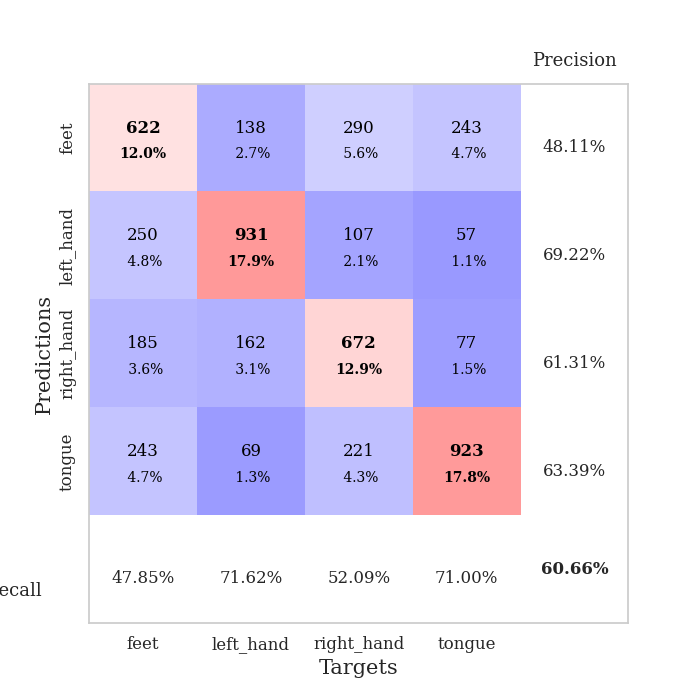 Precision
feet 622 138 290 243 48.11%
12.0% 2.7% 5.6% 4.7%
left_hand 250 931 107 57 69.22%
4.8% 17.9% 2.1% 1.1%
Predictions
right_hand 185 162 672 77 61.31%
3.6% 3.1% 12.9% 1.5%
tongue 243 69 221 923 63.39%
4.7% 1.3% 4.3% 17.8%
ecall 47.85% 71.62% 52.09% 71.00% 60.66%
feet left_hand right_hand tongue
Targets